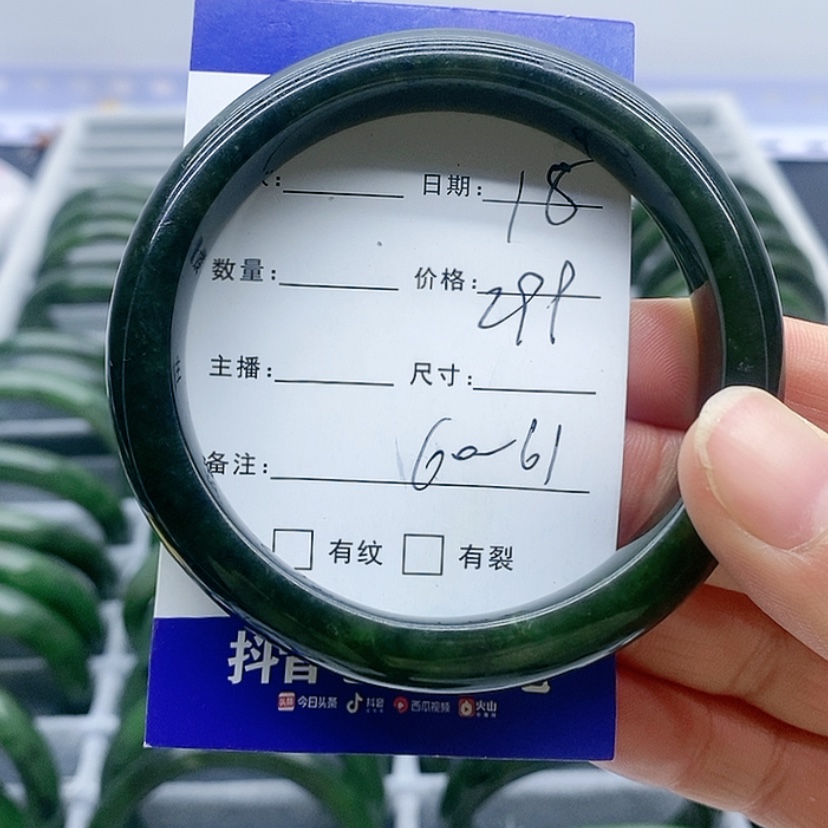 日期: 18
数量: 价格: 299
主播: 尺寸:
备注: 60~61
有纹 有裂
抖音
今日头条 抖音 西瓜视频 火山